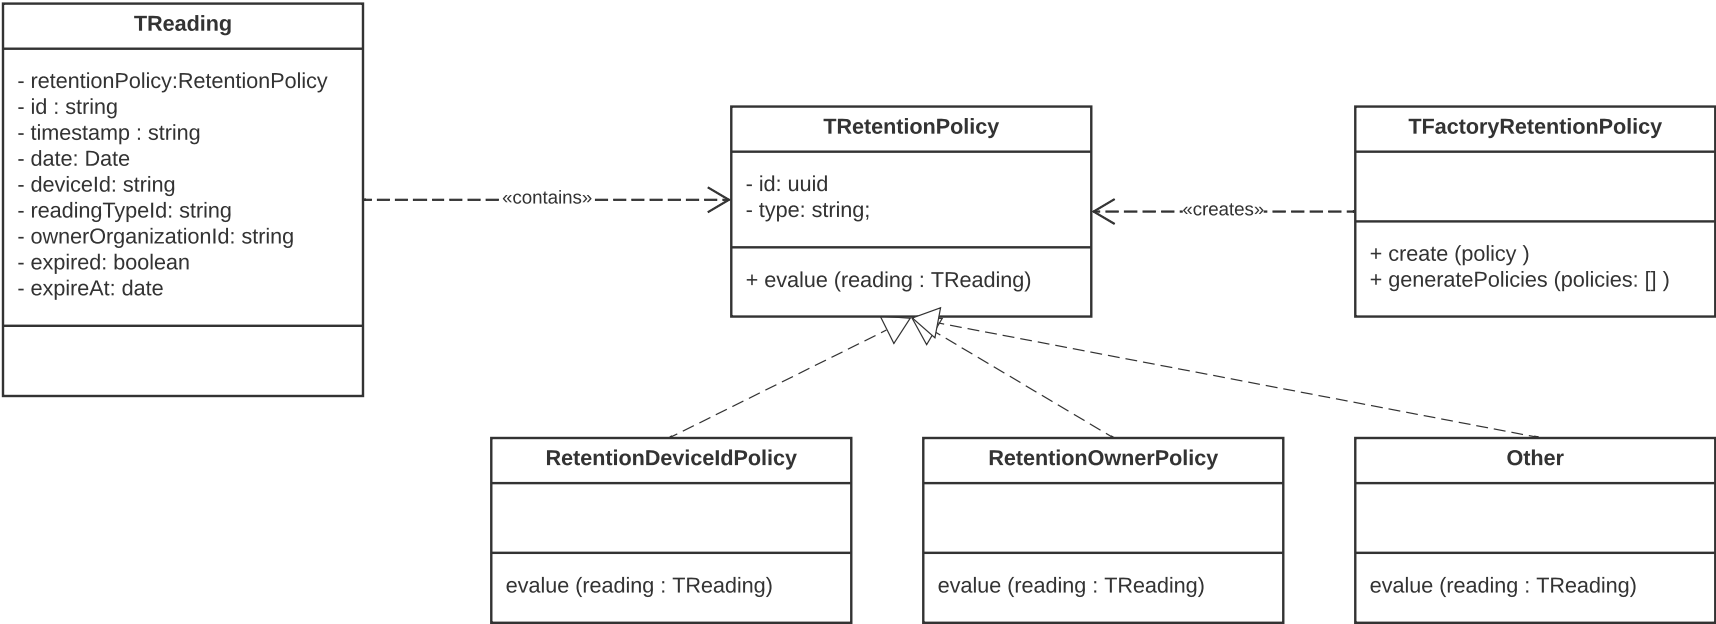 TReading
- retentionPolicy:RetentionPolicy
- id : string
- timestamp : string
- date: Date
- deviceId: string
- readingTypeId: string
- ownerOrganizationId: string
- expired: boolean
- expireAt: date
«contains»
TRetentionPolicy
- id: uuid
- type: string;
+ evalue (reading : TReading)
«creates»
TFactoryRetentionPolicy
+ create (policy )
+ generatePolicies (policies: [] )
RetentionDeviceIdPolicy
evalue (reading : TReading)
RetentionOwnerPolicy
evalue (reading : TReading)
Other
evalue (reading : TReading)